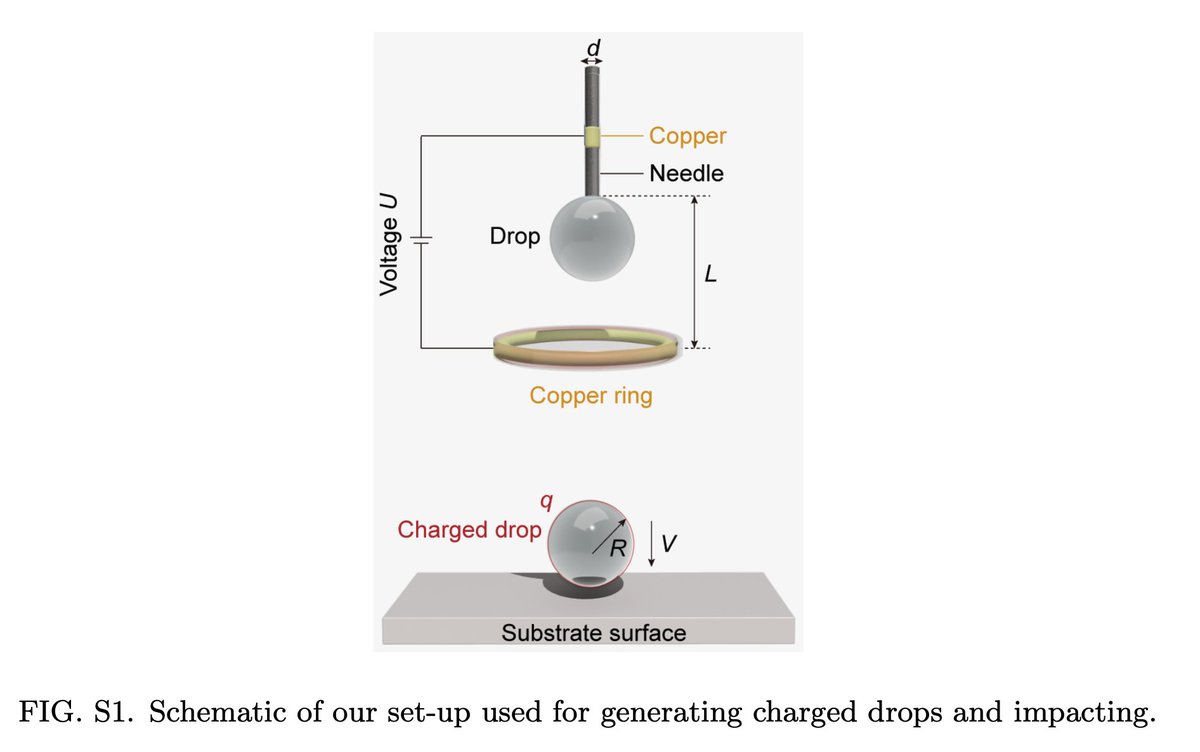 d
Copper
Needle
Voltage U
Drop
L
Copper ring
q
Charged drop
R
V
Substrate surface
FIG. S1. Schematic of our set-up used for generating charged drops and impacting.